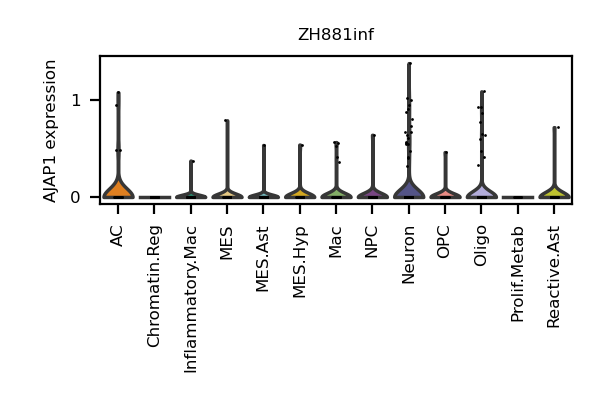 ZH881inf
AJAP1 expression
1
0
AC
Chromatin.Reg
Inflammatory.Mac
MES
MES.Ast
MES.Hyp
Mac
NPC
Neuron
OPC
Oligo
Prolif.Metab
Reactive.Ast